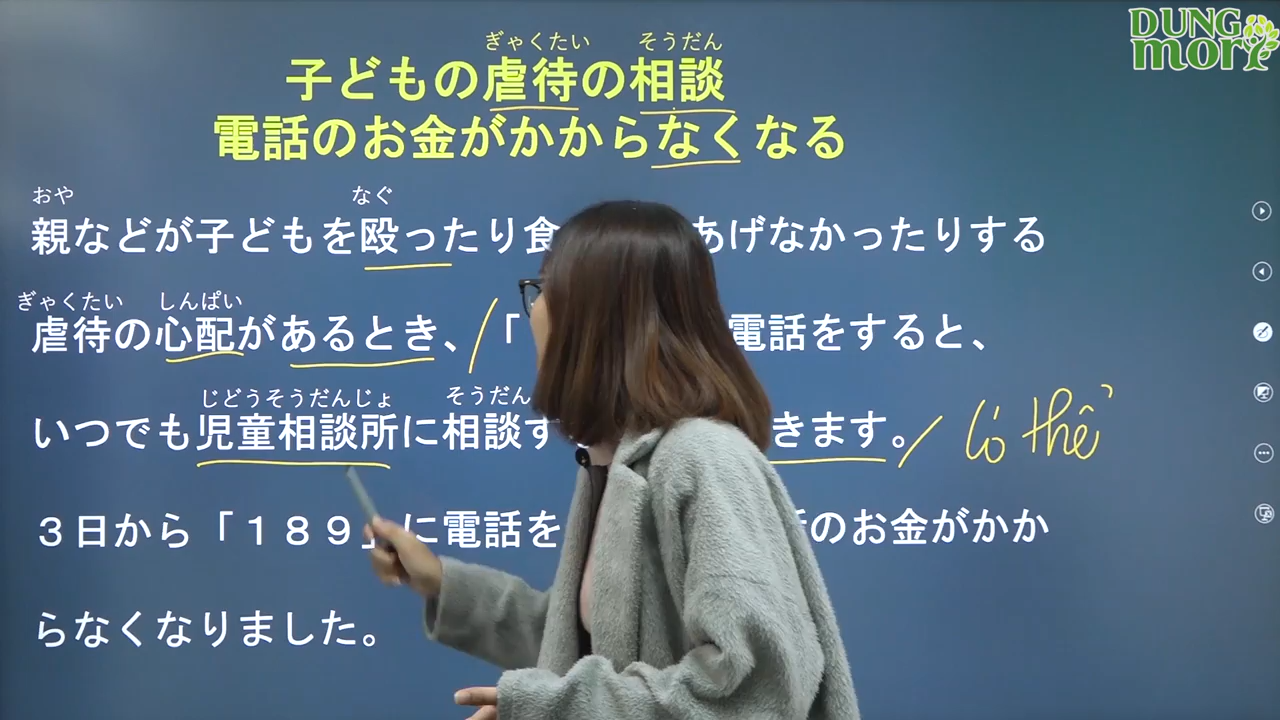 DUNG
mori
ぎゃくたい そうだん
子どもの虐待の相談
電話のお金がかからなくなる
おや なぐ
親などが子どもを殴ったり食 あげなかったりする
ぎゃくたい しんぱい
虐待の心配があるとき、「 電話をすると、
じどうそうだんじょ そうだん
いつでも児童相談所に相談す きます。 có thể
3日から「189」に電話を のお金がかか
らなくなりました。